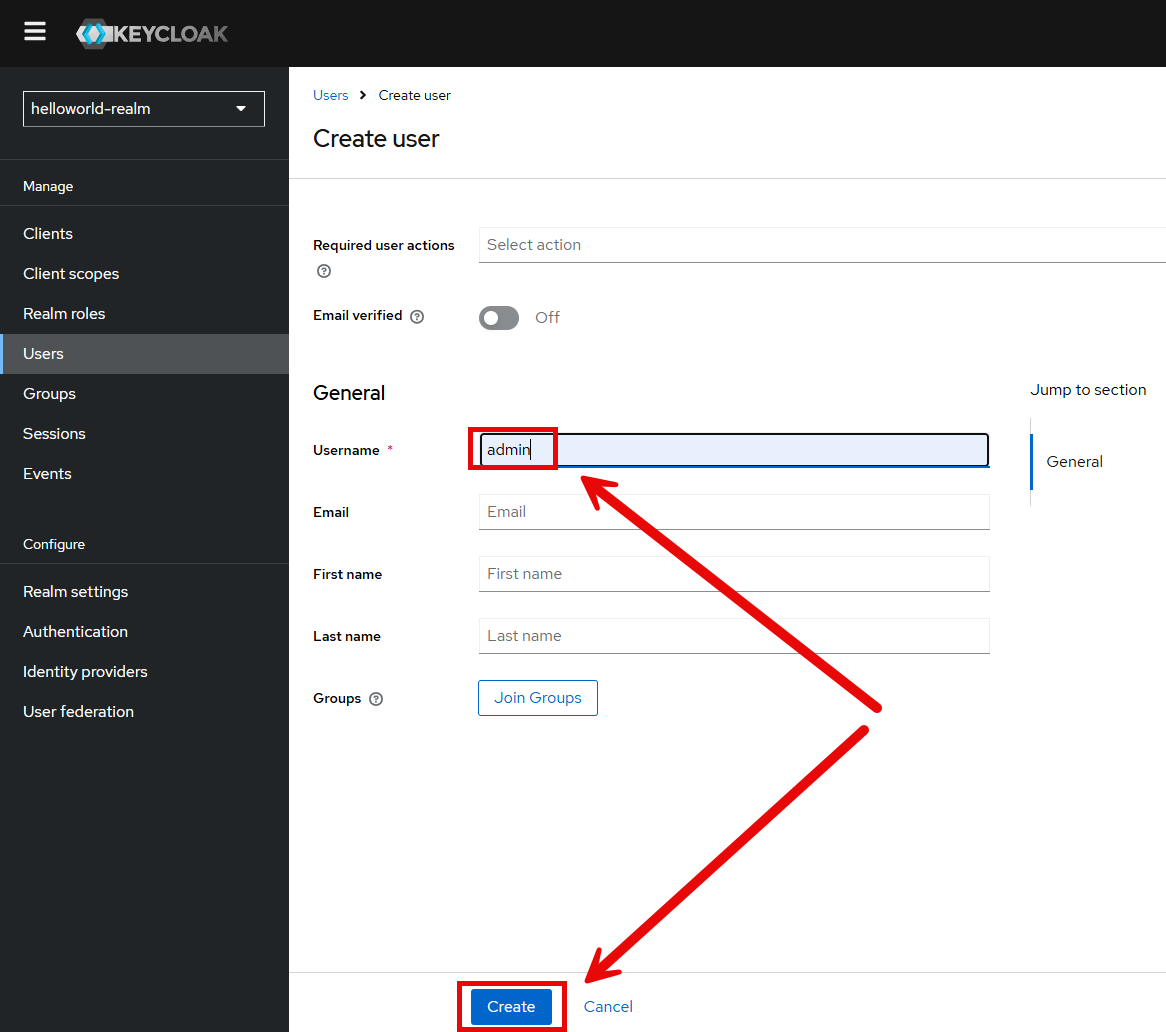 KEYCLOAK
helloworld-realm
Manage
Clients
Client scopes
Realm roles
Users
Groups
Sessions
Events
Configure
Realm settings
Authentication
Identity providers
User federation
Users > Create user
Create user
Required user actions ?
Select action
Email verified ? Off
General
Username * admin
Email Email
First name First name
Last name Last name
Groups ? Join Groups
Jump to section
General
Create Cancel